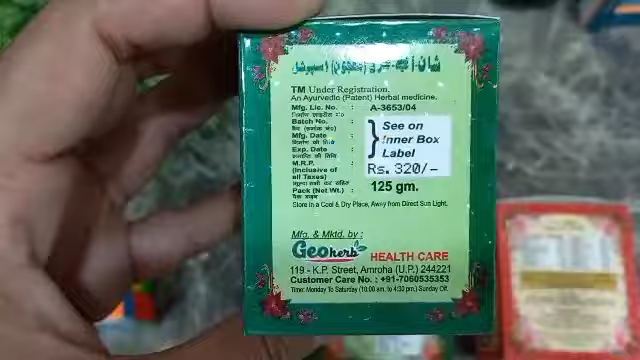 TM Under Registration.
An Ayurvedic (Patent) Herbal medicine.
Mfg. Lic. No. : A-3653/04
Batch No. :
Mfg. Date :
Exp. Date :
See on
Inner Box
Label
M.R.P. :
(Inclusive of
all Taxes)
Rs. 320/-
Pack (Net Wt.) : 125 gm.
Store in a Cool & Dry Place, Away from Direct Sun Light.
Mfg. & Mktd. by :
Geoherb HEALTH CARE
119 - K.P. Street, Amroha (U.P.) 244221
Customer Care No. : +91-7060535353
Time: Monday To Saturday (10:00 am. to 4:30 pm.) Sunday Off.